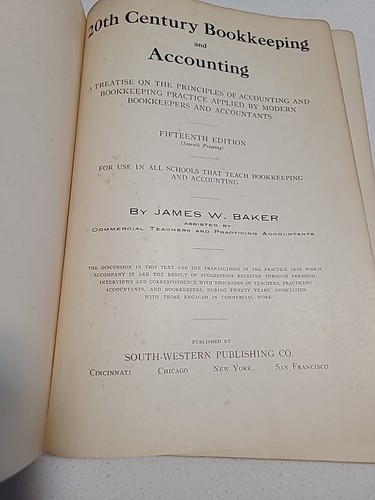 20th Century Bookkeeping
and
Accounting
A TREATISE ON THE PRINCIPLES OF ACCOUNTING AND
BOOKKEEPING PRACTICE APPLIED BY MODERN
BOOKKEEPERS AND ACCOUNTANTS
FIFTEENTH EDITION
(Seventh Printing)
FOR USE IN ALL SCHOOLS THAT TEACH BOOKKEEPING
AND ACCOUNTING
BY JAMES W. BAKER
ASSISTED BY
COMMERCIAL TEACHERS AND PRACTICING ACCOUNTANTS
THE DISCUSSION IN THIS TEXT AND THE TRANSACTIONS IN THE PRACTICE SETS WHICH
ACCOMPANY IT ARE THE RESULT OF SUGGESTIONS RECEIVED THROUGH PERSONAL
INTERVIEWS AND CORRESPONDENCE WITH THOUSANDS OF TEACHERS, PRACTICING
ACCOUNTANTS, AND BOOKKEEPERS, DURING TWENTY YEARS' ASSOCIATION
WITH THOSE ENGAGED IN COMMERCIAL WORK
PUBLISHED BY
SOUTH-WESTERN PUBLISHING CO.
CINCINNATI CHICAGO NEW YORK SAN FRANCISCO